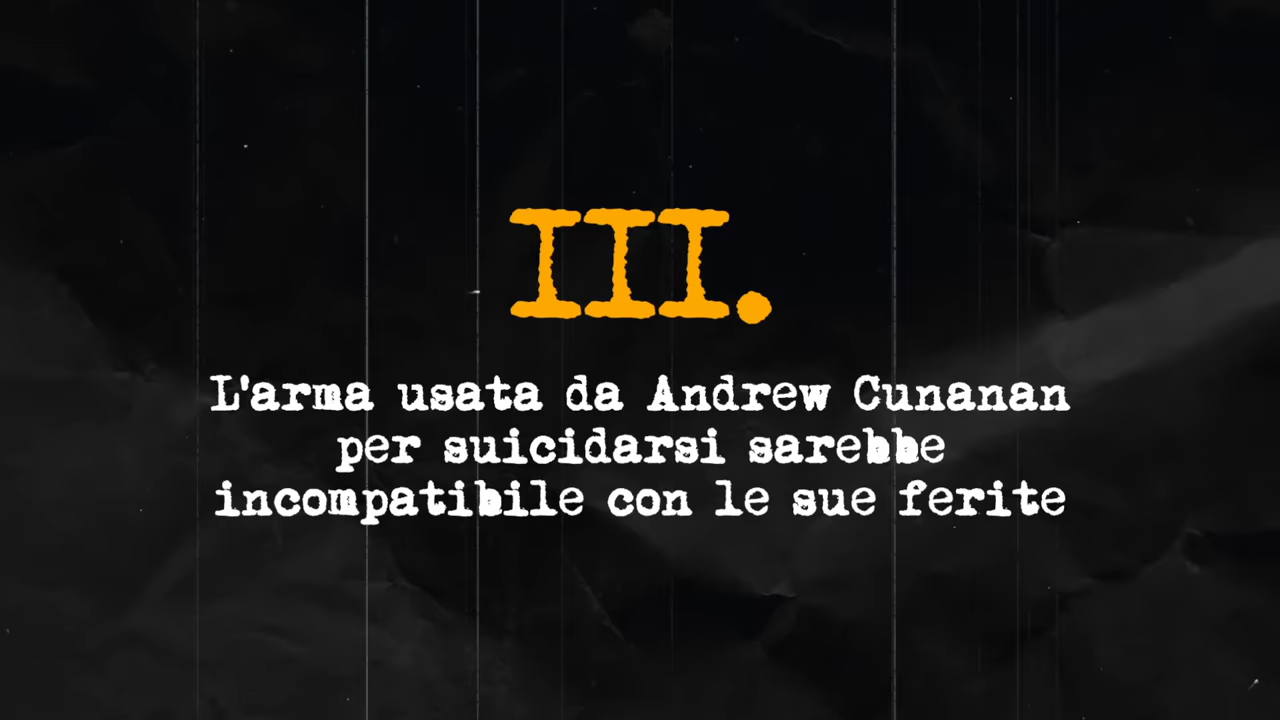 III.
L'arma usata da Andrew Cunanan
per suicidarsi sarebbe
incompatibile con le sue ferite